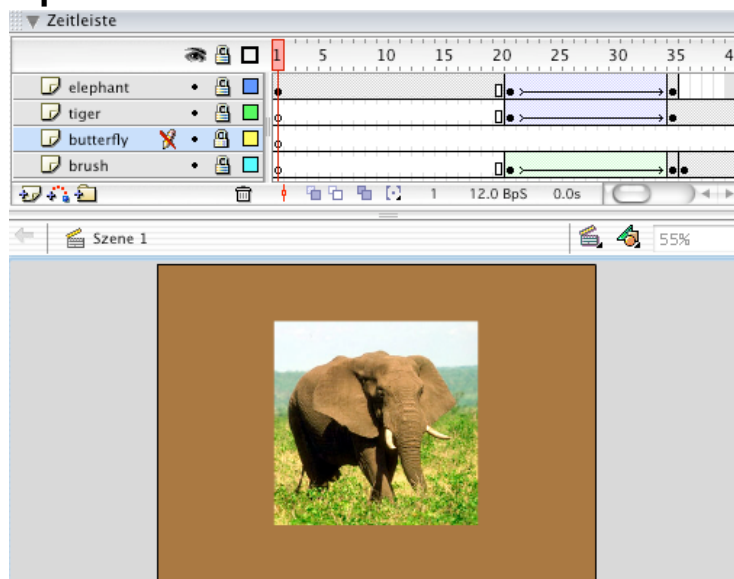 Zeitleiste
1 5 10 15 20 25 30 35 4
elephant
tiger
butterfly
brush
1 12.0 BpS 0.0s
Szene 1 55%